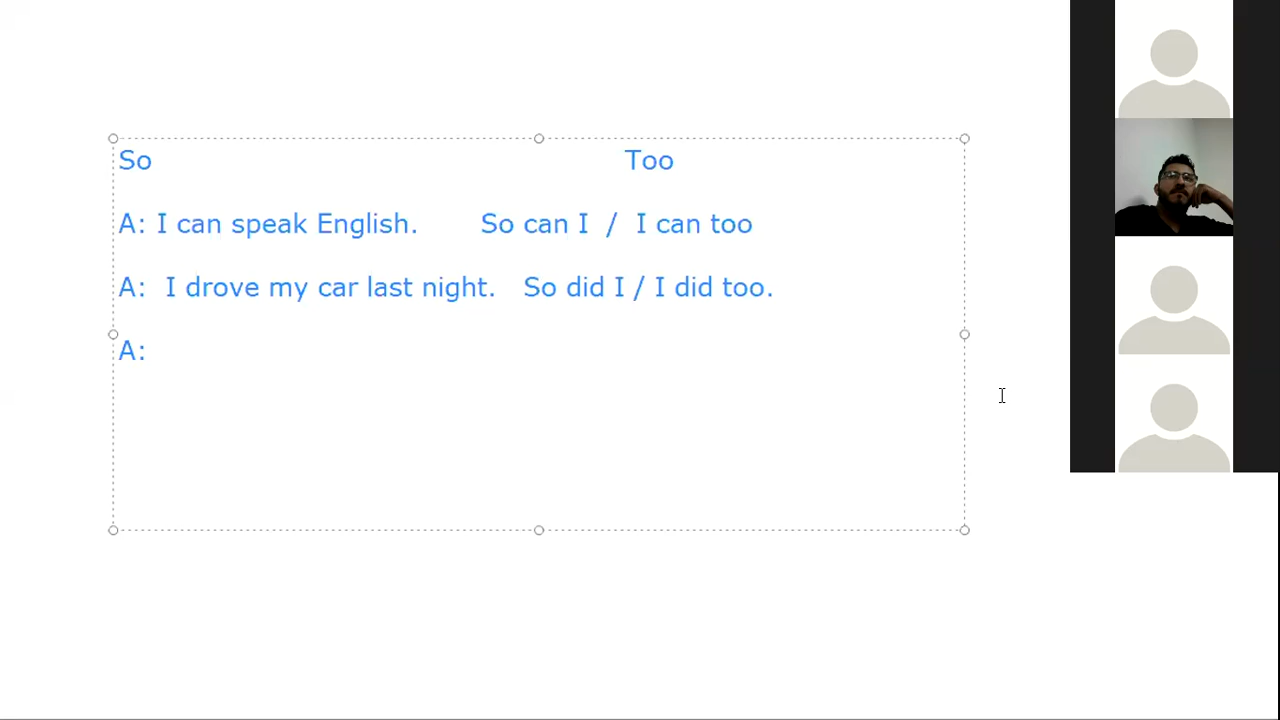 So Too
A: I can speak English. So can I / I can too
A: I drove my car last night. So did I / I did too.
A: